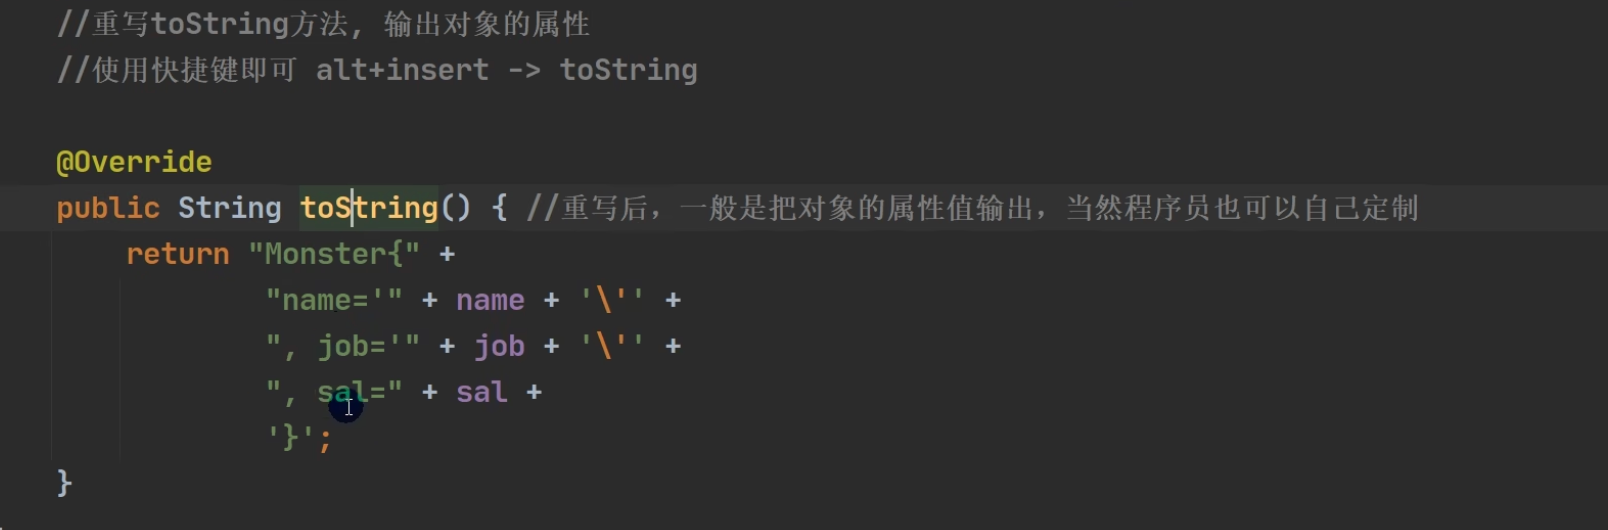 //重写toString方法, 输出对象的属性
//使用快捷键即可 alt+insert -> toString
@Override
public String toString() { //重写后，一般是把对象的属性值输出，当然程序员也可以自己定制
return "Monster{" +
"name='" + name + '\'' +
", job='" + job + '\'' +
", sal=" + sal +
'}';
}